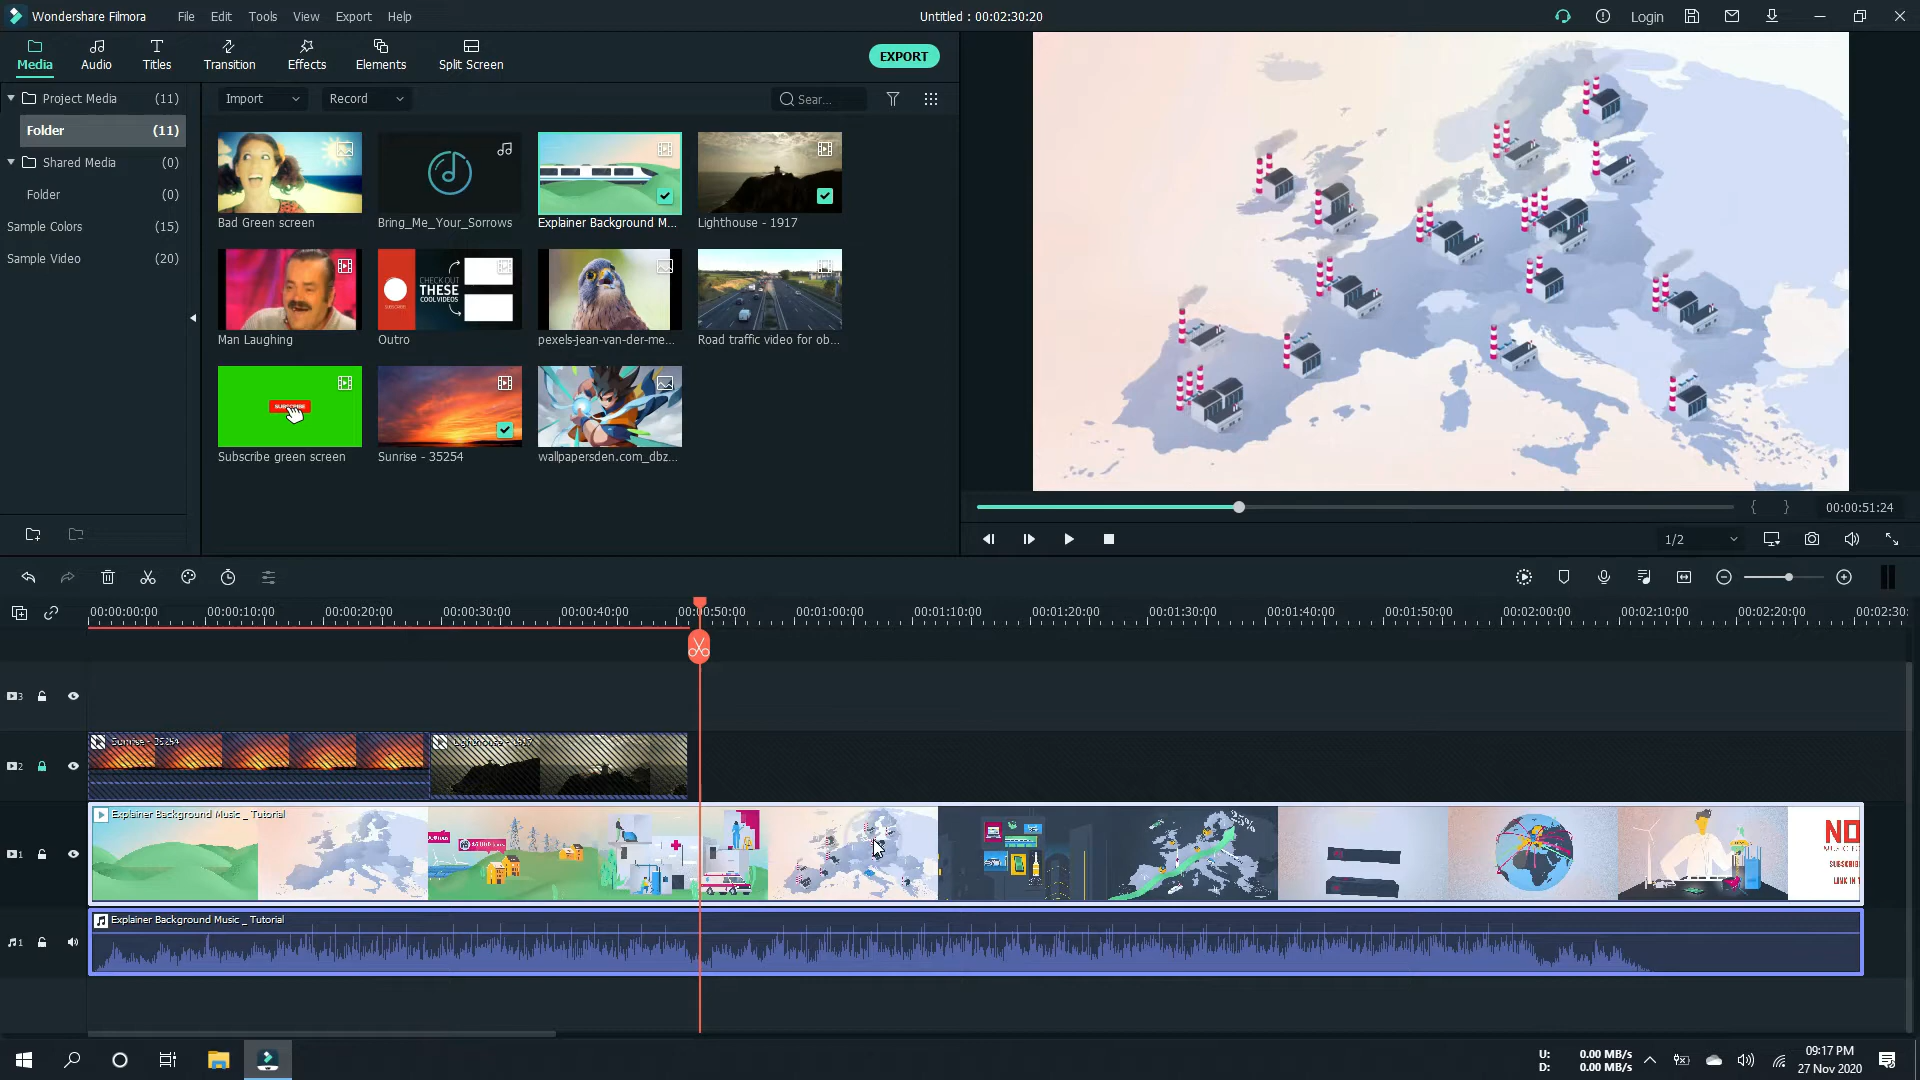 Wondershare Filmora
File Edit Tools View Export Help
Untitled : 00:02:30:20
Login
Media
Audio
Titles
Transition
Effects
Elements
Split Screen
EXPORT
Project Media (11)
Folder (11)
Shared Media (0)
Folder (0)
Sample Colors (15)
Sample Video (20)
Import
Record
Sear...
Bad Green screen
Bring_Me_Your_Sorrows
Explainer Background M...
Lighthouse - 1917
CHECK OUT
THESE
COOL VIDEOS
Man Laughing
Outro
pexels-jean-van-der-me...
Road traffic video for ob...
SUBSCRIBE
Subscribe green screen
Sunrise - 35254
wallpapersden.com_dbz...
00:00:51:24
1/2
00:00:00:00 00:00:10:00 00:00:20:00 00:00:30:00 00:00:40:00 00:00:50:00 00:01:00:00 00:01:10:00 00:01:20:00 00:01:30:00 00:01:40:00 00:01:50:00 00:02:00:00 00:02:10:00 00:02:20:00 00:02:30:
3
2
Sunrise - 35254
Lighthouse - 1917
1
Explainer Background Music _ Tutorial
NO
1
Explainer Background Music _ Tutorial
U: 0.00 MB/s
D: 0.00 MB/s
09:17 PM
27 Nov 2020